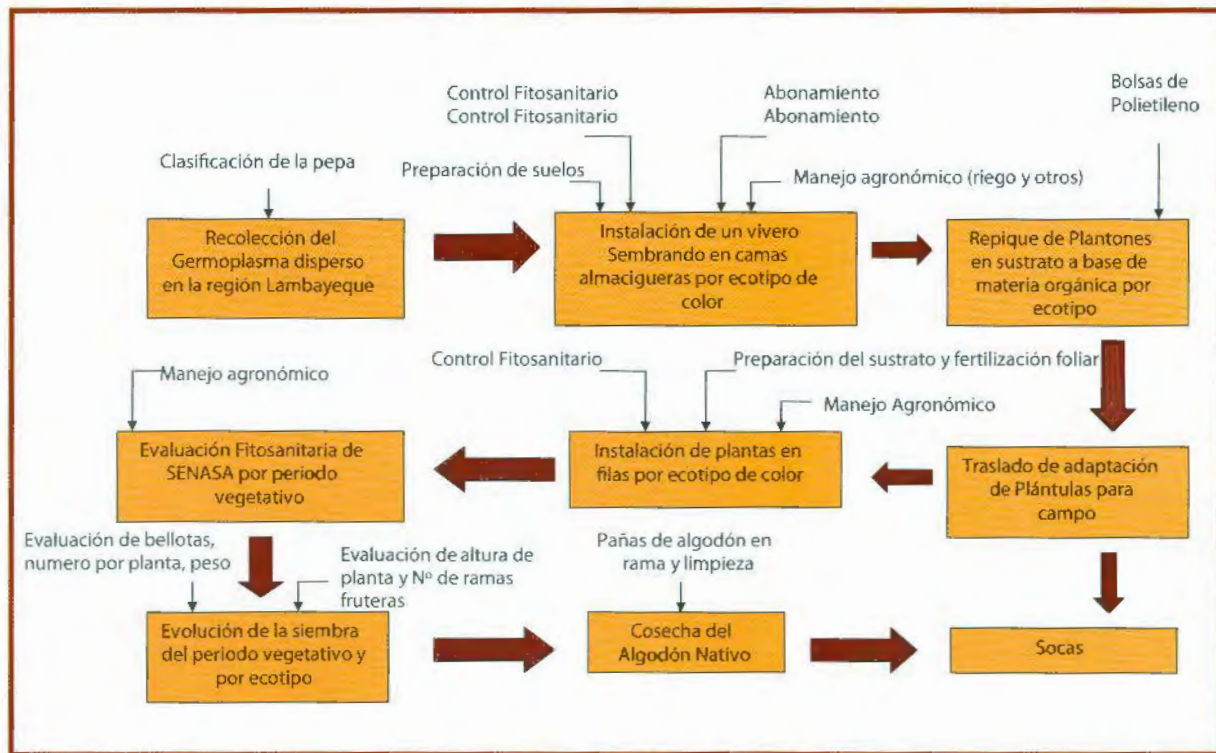 Control Fitosanitario
Control Fitosanitario
Abonamiento
Abonamiento
Bolsas de
Polietileno
Clasificación de la pepa
Preparación de suelos
Manejo agronómico (riego y otros)
Recolección del
Germoplasma disperso
en la región Lambayeque
Instalación de un vivero
Sembrando en camas
almacigueras por ecotipo de
color
Repique de Plantones
en sustrato a base de
materia orgánica por
ecotipo
Manejo agronómico
Control Fitosanitario
Preparación del sustrato y fertilización foliar
Manejo Agronómico
Evaluación Fitosanitaria de
SENASA por periodo
vegetativo
Instalación de plantas en
filas por ecotipo de color
Traslado de adaptación
de Plántulas para
campo
Evaluación de bellotas,
numero por planta, peso
Evaluación de altura de
planta y Nº de ramas
fruteras
Pañas de algodón en
rama y limpieza
Evolución de la siembra
del periodo vegetativo y
por ecotipo
Cosecha del
Algodón Nativo
Socas